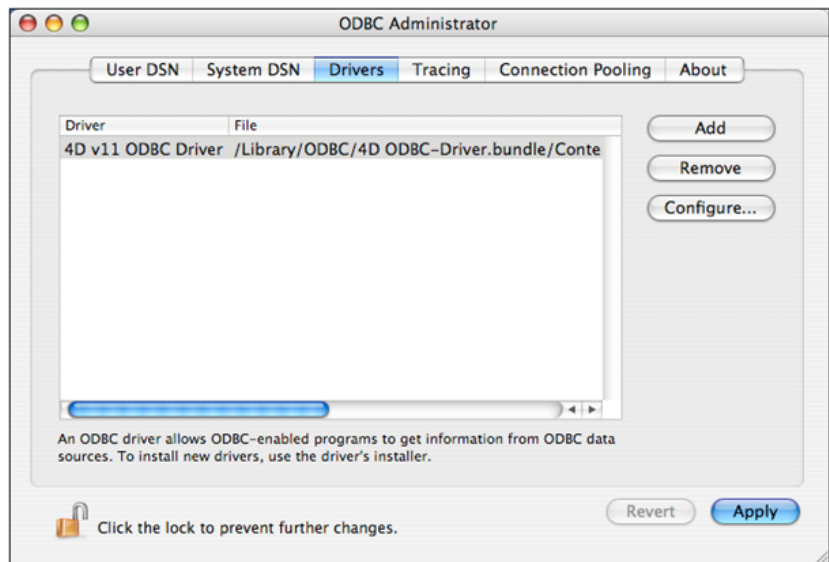 ODBC Administrator
User DSN System DSN Drivers Tracing Connection Pooling About
Driver File
4D v11 ODBC Driver /Library/ODBC/4D ODBC-Driver.bundle/Conte
Add
Remove
Configure...
An ODBC driver allows ODBC-enabled programs to get information from ODBC data
sources. To install new drivers, use the driver's installer.
Click the lock to prevent further changes.
Revert Apply